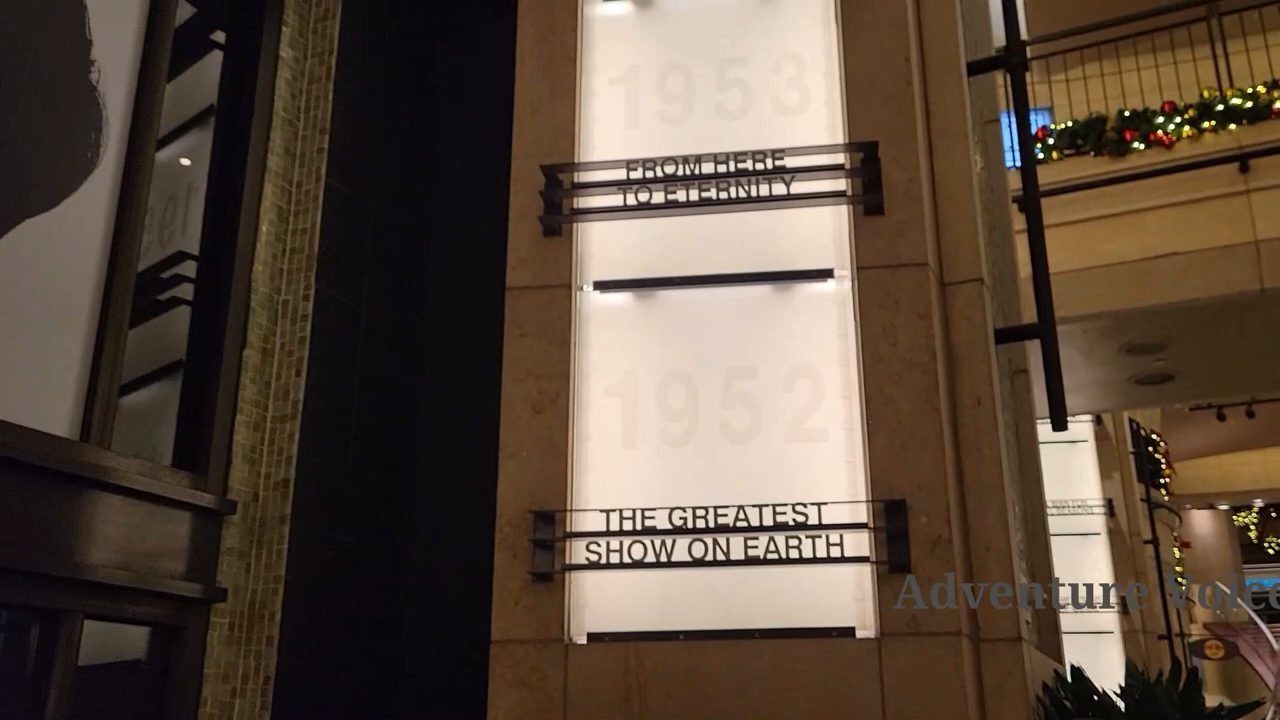 1953
FROM HERE
TO ETERNITY
1952
THE GREATEST
SHOW ON EARTH
Adventure Voice